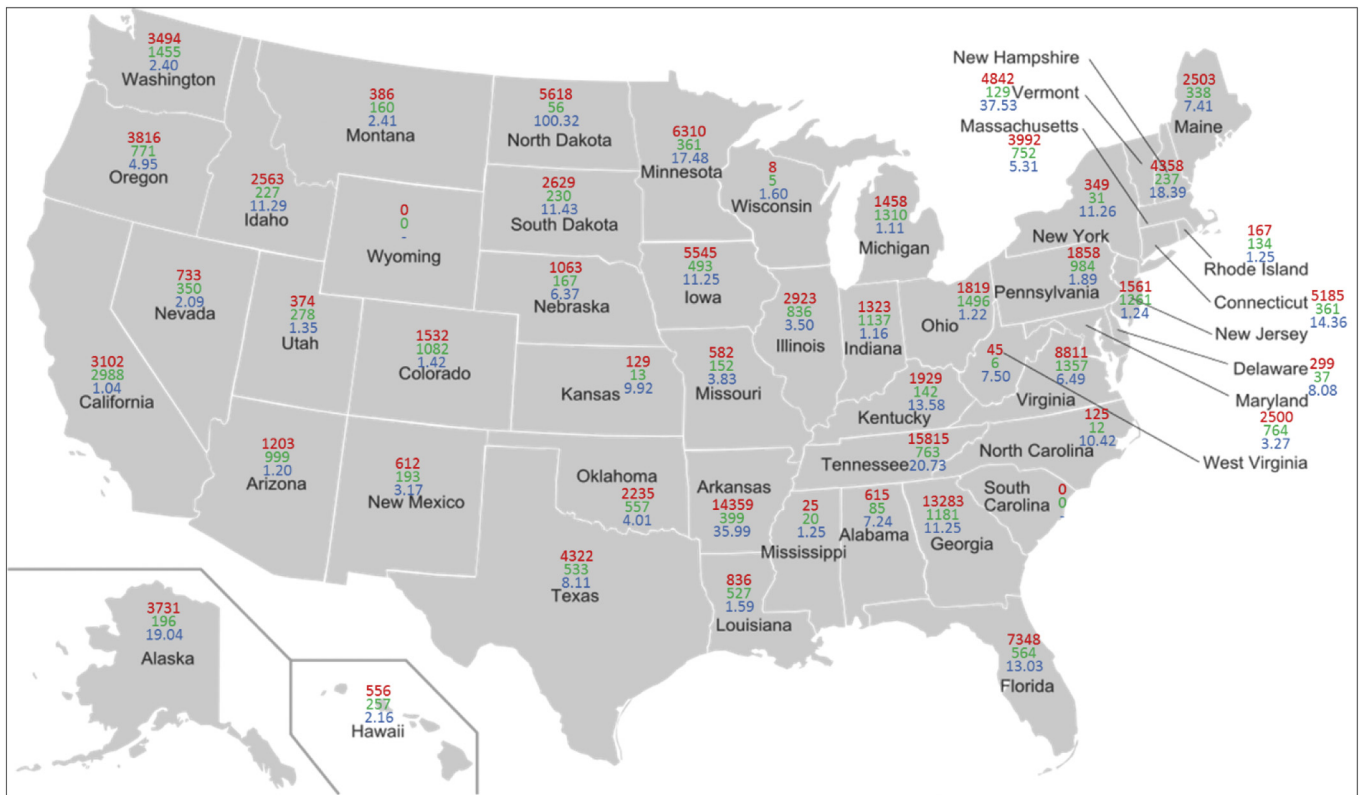 3494
1455
2.40
Washington
3816
771
4.95
Oregon
3102
2988
1.04
California
733
350
2.09
Nevada
2563
227
11.29
Idaho
386
160
2.41
Montana
0
0
-
Wyoming
374
278
1.35
Utah
1532
1082
1.42
Colorado
1203
999
1.20
Arizona
612
193
3.17
New Mexico
5618
56
100.32
North Dakota
2629
230
11.43
South Dakota
1063
167
6.37
Nebraska
129
13
9.92
Kansas
Oklahoma
2235
557
4.01
4322
533
8.11
Texas
6310
361
17.48
Minnesota
5545
493
11.25
Iowa
582
152
3.83
Missouri
Arkansas
14359
399
35.99
836
527
1.59
Louisiana
8
5
1.60
Wisconsin
2923
836
3.50
Illinois
1458
1310
1.11
Michigan
1323
1137
1.16
Indiana
1819
1496
1.22
Ohio
1929
142
13.58
Kentucky
15815
763
Tennessee 20.73
25
20
1.25
Mississippi
615
85
7.24
Alabama
13283
1181
11.25
Georgia
7348
564
13.03
Florida
0
South
Carolina 0
-
125
12
10.42
North Carolina
8811
1357
6.49
Virginia
45
6
7.50
West Virginia
1858
984
1.89
Pennsylvania
349
31
11.26
New York
New Hampshire
4358
237
18.39
4842
129
37.53
Vermont
Massachusetts
3992
752
5.31
2503
338
7.41
Maine
167
134
1.25
Rhode Island
Connecticut
5185
361
14.36
1561
1261
1.24
New Jersey
Delaware
299
37
8.08
Maryland
2500
764
3.27
3731
196
19.04
Alaska
556
257
2.16
Hawaii